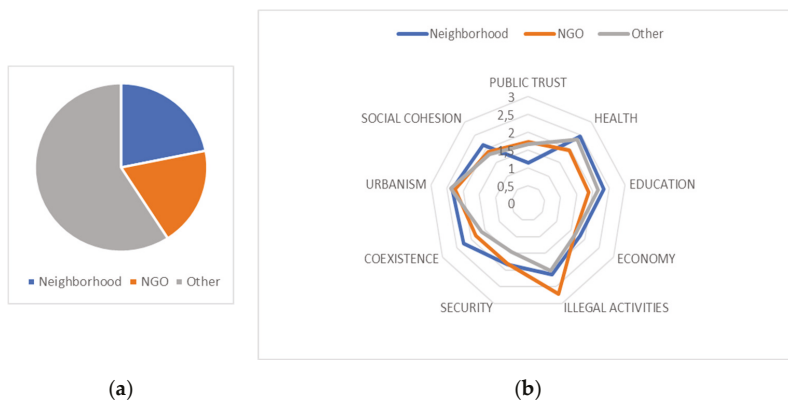 Neighborhood NGO Other
Neighborhood NGO Other
PUBLIC TRUST
3
SOCIAL COHESION
2,5
HEALTH
2
1,5
1
URBANISM
0,5
EDUCATION
0
COEXISTENCE
ECONOMY
SECURITY
ILLEGAL ACTIVITIES
(a)
(b)